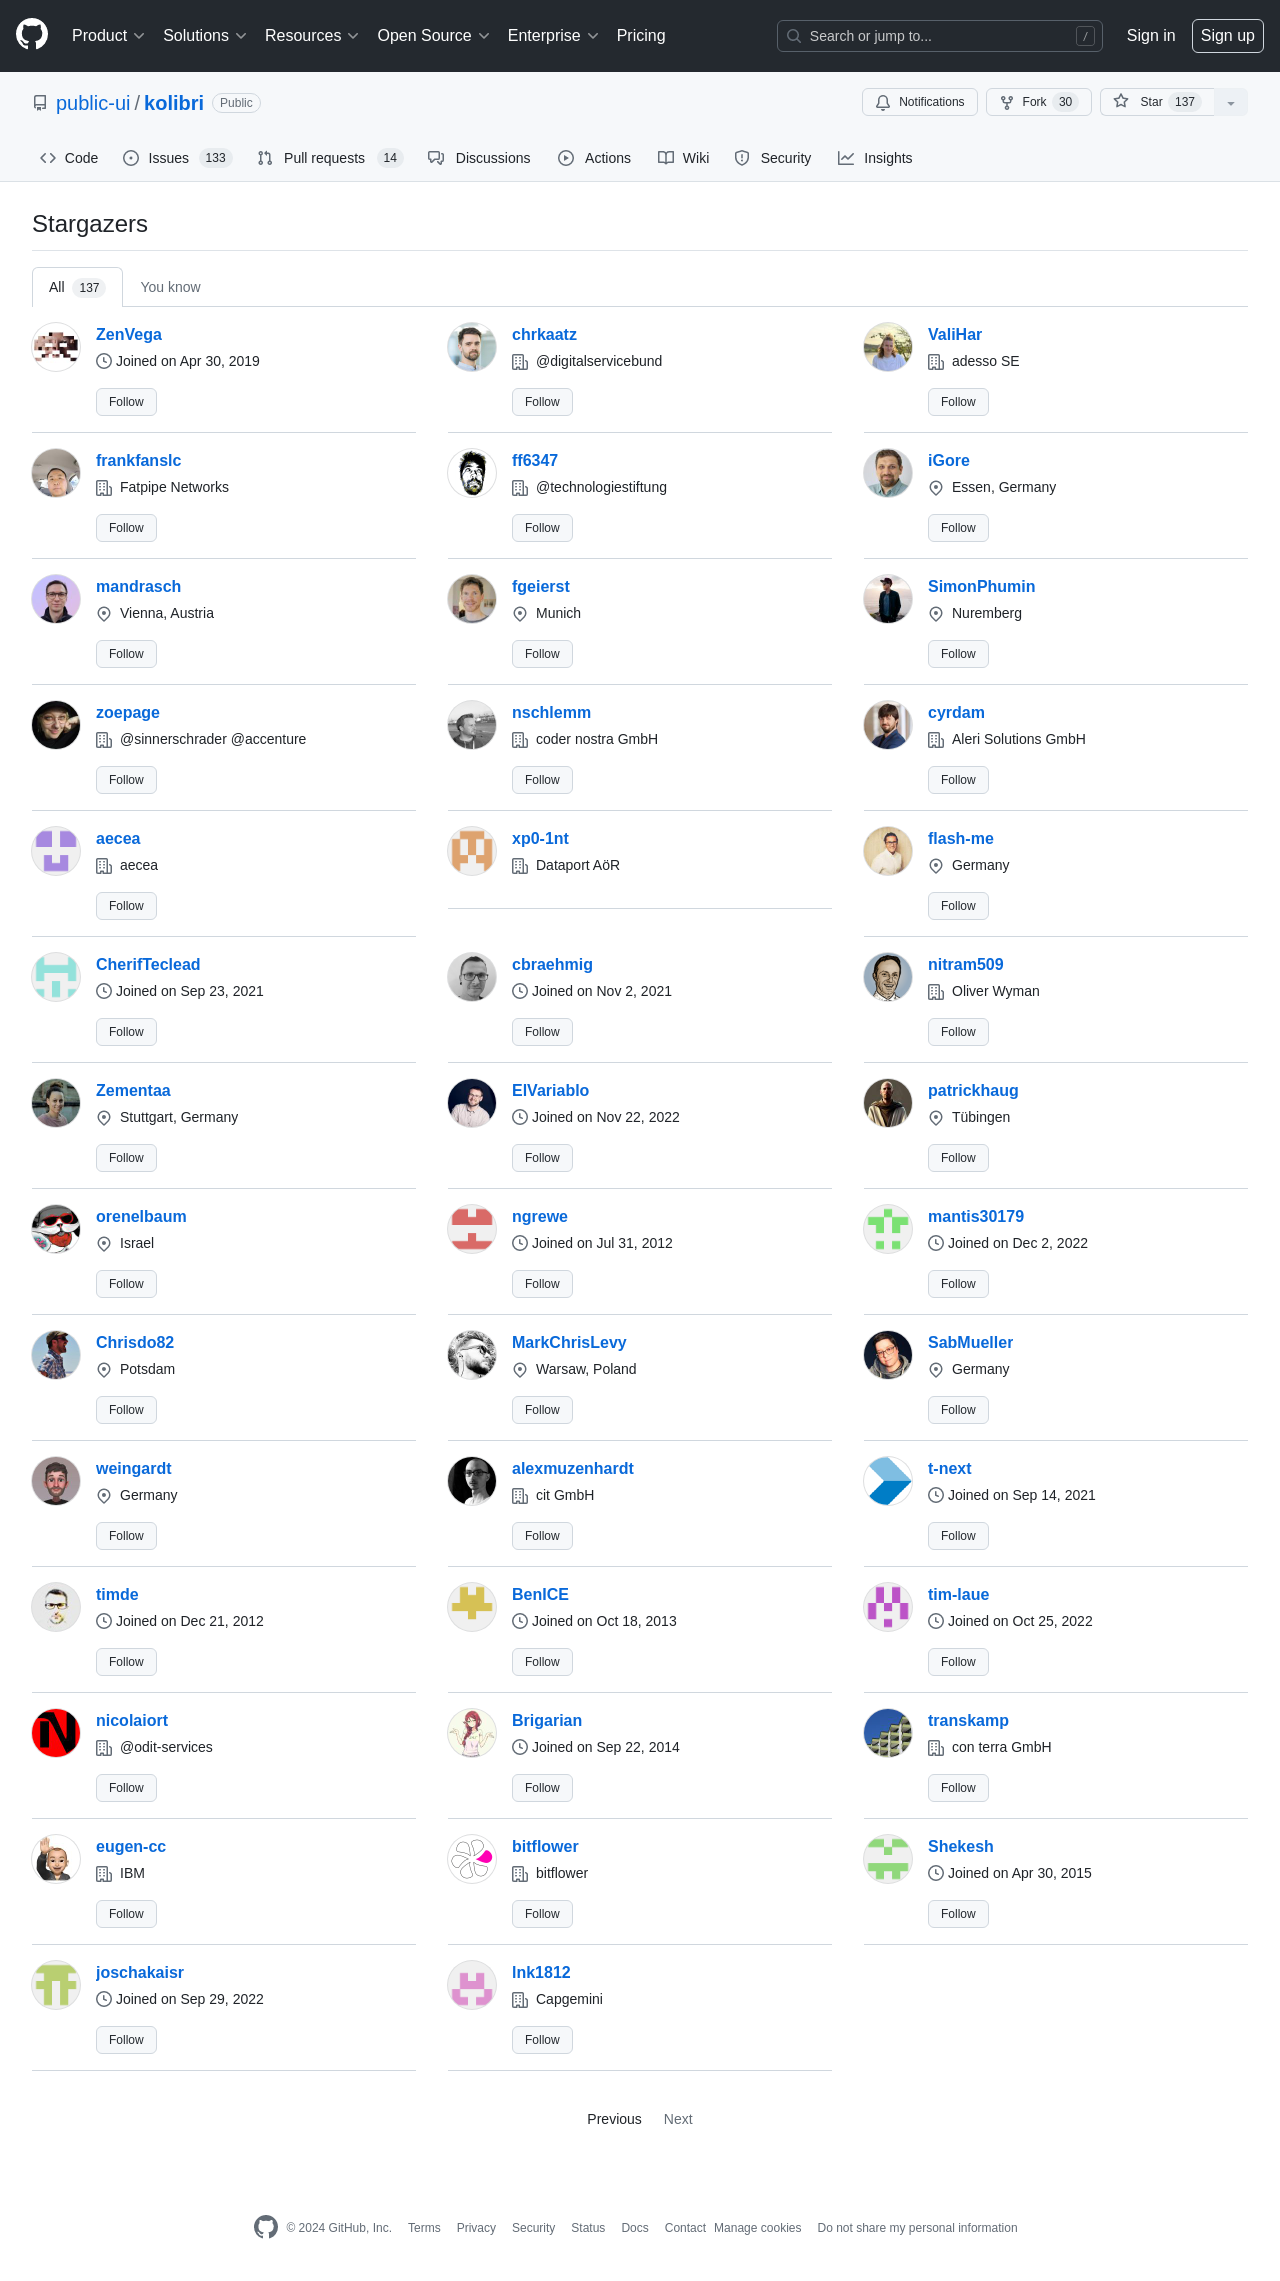 Product Solutions Resources Open Source Enterprise Pricing Search or jump to... / Sign in Sign up
public-ui / kolibri Public Notifications Fork 30 Star 137
Code Issues 133 Pull requests 14 Discussions Actions Wiki Security Insights
Stargazers
All 137 You know
ZenVega chrkaatz ValiHar
Joined on Apr 30, 2019 @digitalservicebund adesso SE
Follow Follow Follow
frankfanslc ff6347 iGore
Fatpipe Networks @technologiestiftung Essen, Germany
Follow Follow Follow
mandrasch fgeierst SimonPhumin
Vienna, Austria Munich Nuremberg
Follow Follow Follow
zoepage nschlemm cyrdam
@sinnerschrader @accenture coder nostra GmbH Aleri Solutions GmbH
Follow Follow Follow
aecea xp0-1nt flash-me
aecea Dataport AöR Germany
Follow Follow
CherifTeclead cbraehmig nitram509
Joined on Sep 23, 2021 Joined on Nov 2, 2021 Oliver Wyman
Follow Follow Follow
Zementaa ElVariablo patrickhaug
Stuttgart, Germany Joined on Nov 22, 2022 Tübingen
Follow Follow Follow
orenelbaum ngrewe mantis30179
Israel Joined on Jul 31, 2012 Joined on Dec 2, 2022
Follow Follow Follow
Chrisdo82 MarkChrisLevy SabMueller
Potsdam Warsaw, Poland Germany
Follow Follow Follow
weingardt alexmuzenhardt t-next
Germany cit GmbH Joined on Sep 14, 2021
Follow Follow Follow
timde BenICE tim-laue
Joined on Dec 21, 2012 Joined on Oct 18, 2013 Joined on Oct 25, 2022
Follow Follow Follow
nicolaiort Brigarian transkamp
@odit-services Joined on Sep 22, 2014 con terra GmbH
Follow Follow Follow
eugen-cc bitflower Shekesh
IBM bitflower Joined on Apr 30, 2015
Follow Follow Follow
joschakaisr lnk1812
Joined on Sep 29, 2022 Capgemini
Follow Follow
Previous Next
© 2024 GitHub, Inc. Terms Privacy Security Status Docs Contact Manage cookies Do not share my personal information